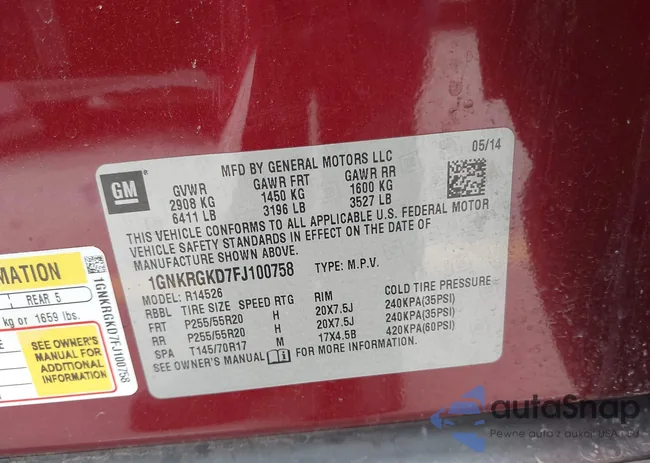 MFD BY GENERAL MOTORS LLC
05/14
GM
GVWR GAWR FRT GAWR RR
2908 KG 1450 KG 1600 KG
6411 LB 3196 LB 3527 LB
THIS VEHICLE CONFORMS TO ALL APPLICABLE U.S. FEDERAL MOTOR
VEHICLE SAFETY STANDARDS IN EFFECT ON THE DATE OF
MANUFACTURE SHOWN ABOVE.
1GNKRGKD7FJ100758 TYPE: M.P.V.
MODEL: R14526
RBBL TIRE SIZE SPEED RTG RIM COLD TIRE PRESSURE
FRT P255/55R20 H 20X7.5J 240KPA(35PSI)
RR P255/55R20 H 20X7.5J 240KPA(35PSI)
SPA T145/70R17 M 17X4.5B 420KPA(60PSI)
SEE OWNER'S MANUAL FOR MORE INFORMATION.
MATION
REAR 5
kg or 1659 lbs.
SEE OWNER'S
MANUAL FOR
ADDITIONAL
INFORMATION
1GNKRGKD7FJ100758
autaSnap
Pewne auto z aukcji USA